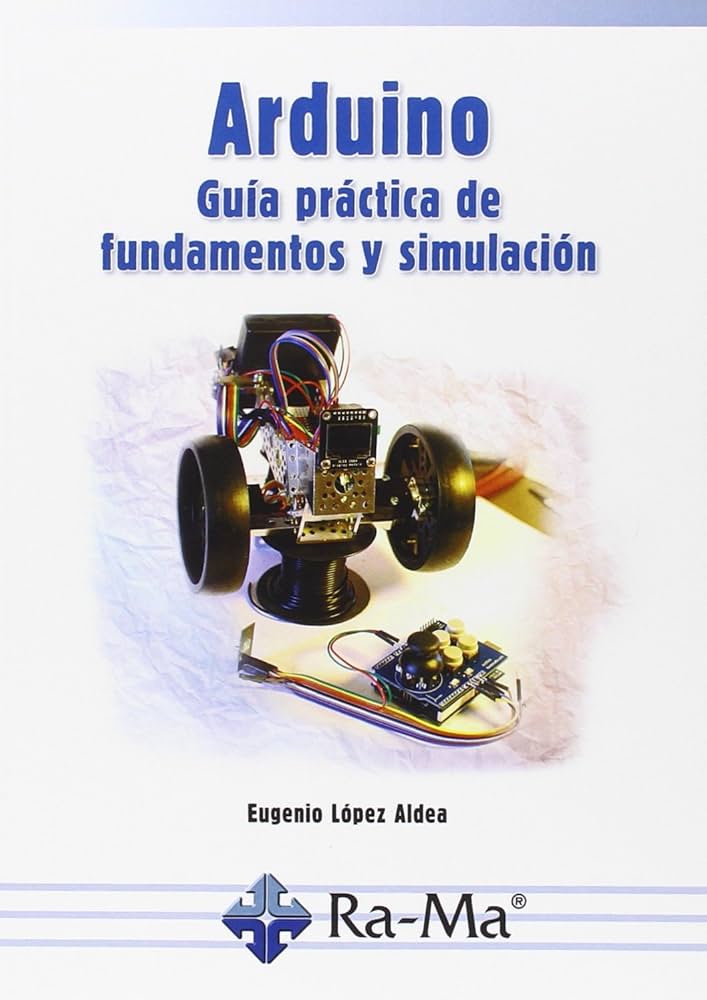 Arduino
Guía práctica de
fundamentos y simulación
Eugenio López Aldea
Ra-Ma®